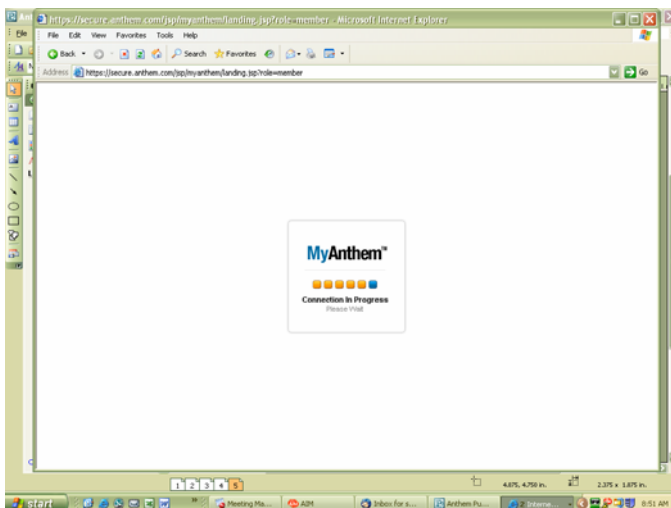 https://secure.anthem.com/jsp/myanthem/landing.jsp?role=member - Microsoft Internet Explorer
File Edit View Favorites Tools Help
Back Search Favorites
Address https://secure.anthem.com/jsp/myanthem/landing.jsp?role=member Go
MyAnthem™
Connection In Progress
Please Wait
1 2 3 4 5 4.875, 4.750 in. 2.375 x 1.875 in.
start Meeting Ma... AIM Inbox for s... Anthem Pu... 2 Interne... 8:51 AM